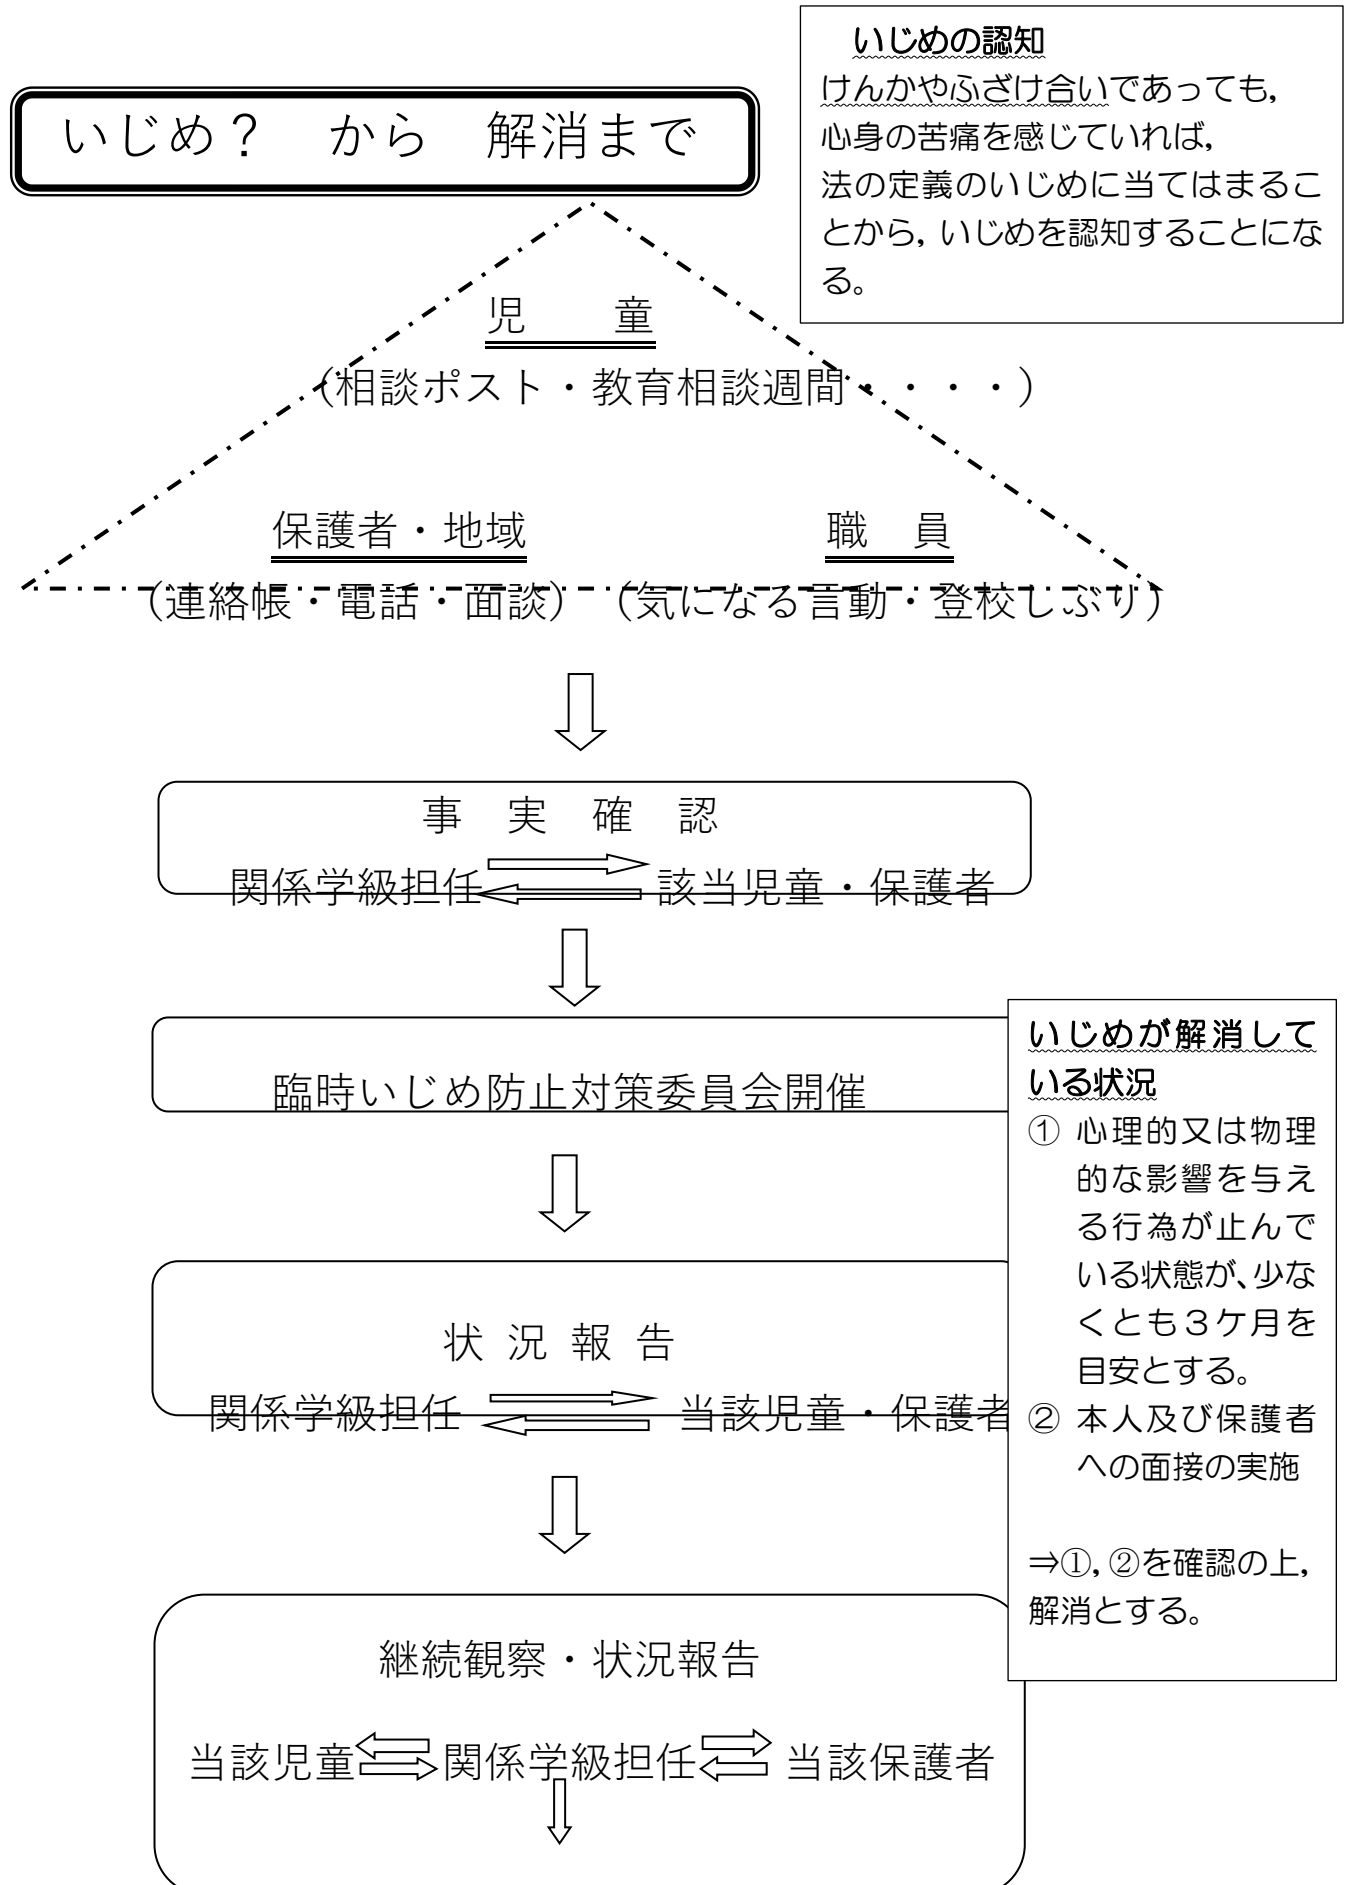 いじめ？　から　解消まで
いじめの認知
けんかやふざけ合いであっても，
心身の苦痛を感じていれば，
法の定義のいじめに当てはまるこ
とから，いじめを認知することにな
る。
児　　童
（相談ポスト・教育相談週間・・・・）
保護者・地域　職　員
（連絡帳・電話・面談）（気になる言動・登校しぶり）
事　実　確　認
関係学級担任　該当児童・保護者
臨時いじめ防止対策委員会開催
状 況 報 告
関係学級担任　当該児童・保護者
継続観察・状況報告
当該児童　関係学級担任　当該保護者
いじめが解消して
いる状況
① 心理的又は物理
的な影響を与え
る行為が止んで
いる状態が、少な
くとも３ケ月を
目安とする。
② 本人及び保護者
への面接の実施
⇒①，②を確認の上，
解消とする。